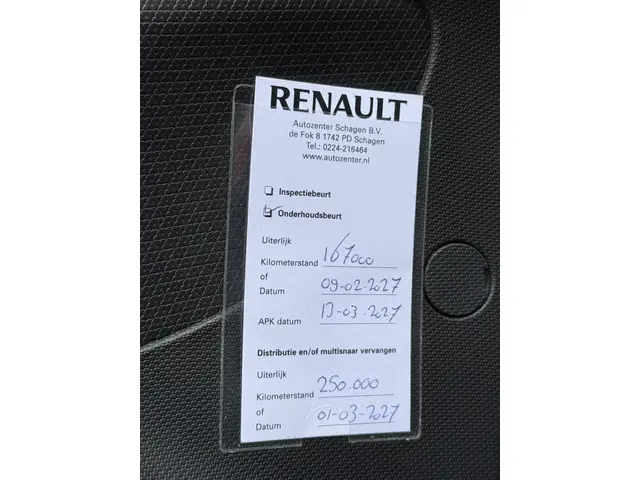 RENAULT
Autozenter Schagen B.V.
de Fok 8 1742 PD Schagen
Tel.: 0224-216464
www.autozenter.nl
Inspectiebeurt
Onderhoudsbeurt
Uiterlijk
Kilometerstand 167000
of
Datum 09-02-2027
APK datum 13-03-2027
Distributie en/of multisnaar vervangen
Uiterlijk
Kilometerstand 250.000
of
Datum 01-03-2027